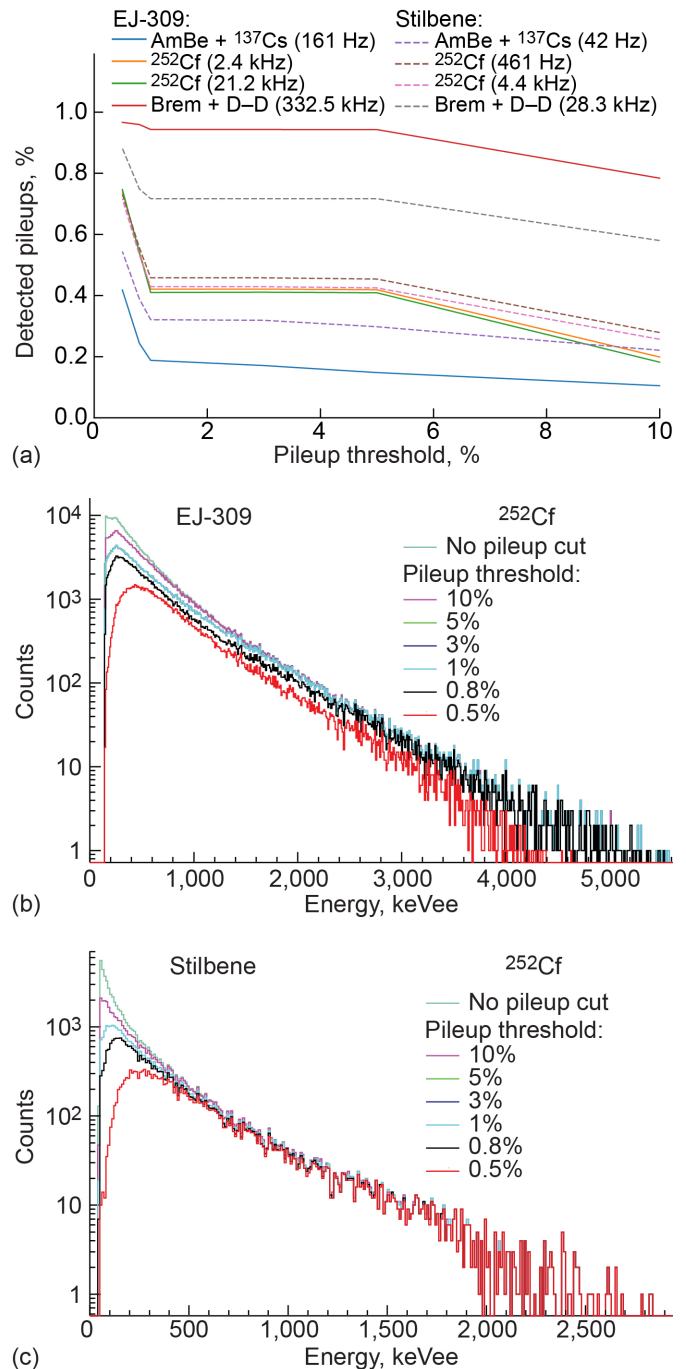 EJ-309:
AmBe + ¹³⁷Cs (161 Hz)
²⁵²Cf (2.4 kHz)
²⁵²Cf (21.2 kHz)
Brem + D–D (332.5 kHz)
Stilbene:
AmBe + ¹³⁷Cs (42 Hz)
²⁵²Cf (461 Hz)
²⁵²Cf (4.4 kHz)
Brem + D–D (28.3 kHz)
Detected pileups, %
1.0
0.8
0.6
0.4
0.2
0.0
0 2 4 6 8 10
Pileup threshold, %
(a)
EJ-309
²⁵²Cf
No pileup cut
Pileup threshold:
10%
5%
3%
1%
0.8%
0.5%
Counts
10⁴
10³
10²
10
1
0 1,000 2,000 3,000 4,000 5,000
Energy, keVee
(b)
Stilbene
²⁵²Cf
No pileup cut
Pileup threshold:
10%
5%
3%
1%
0.8%
0.5%
Counts
10³
10²
10
1
0 500 1,000 1,500 2,000 2,500
Energy, keVee
(c)